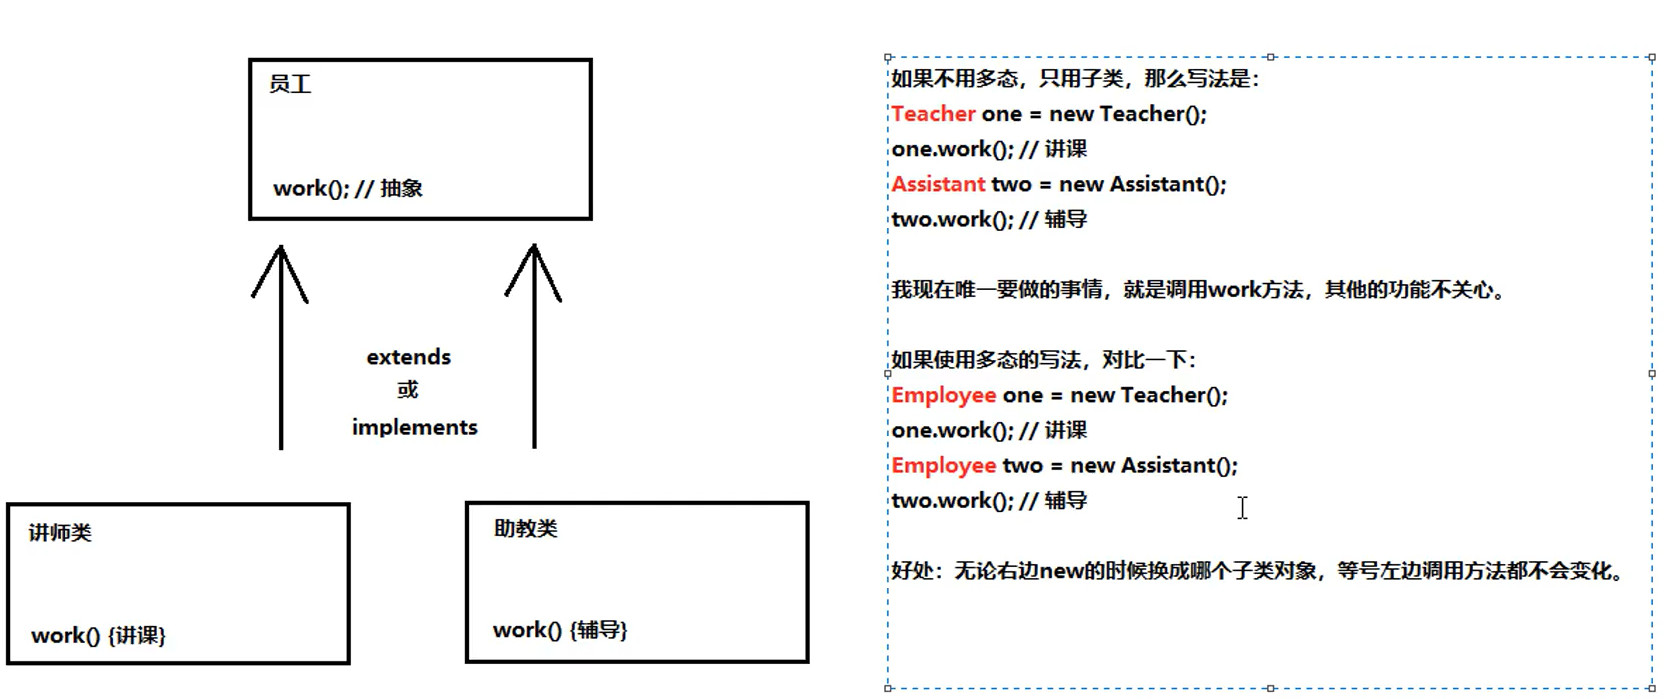 员工
work(); // 抽象
extends
或
implements
讲师类
work() {讲课}
助教类
work() {辅导}
如果不用多态，只用子类，那么写法是：
Teacher one = new Teacher();
one.work(); // 讲课
Assistant two = new Assistant();
two.work(); // 辅导
我现在唯一要做的事情，就是调用work方法，其他的功能不关心。
如果使用多态的写法，对比一下：
Employee one = new Teacher();
one.work(); // 讲课
Employee two = new Assistant();
two.work(); // 辅导
好处：无论右边new的时候换成哪个子类对象，等号左边调用方法都不会变化。